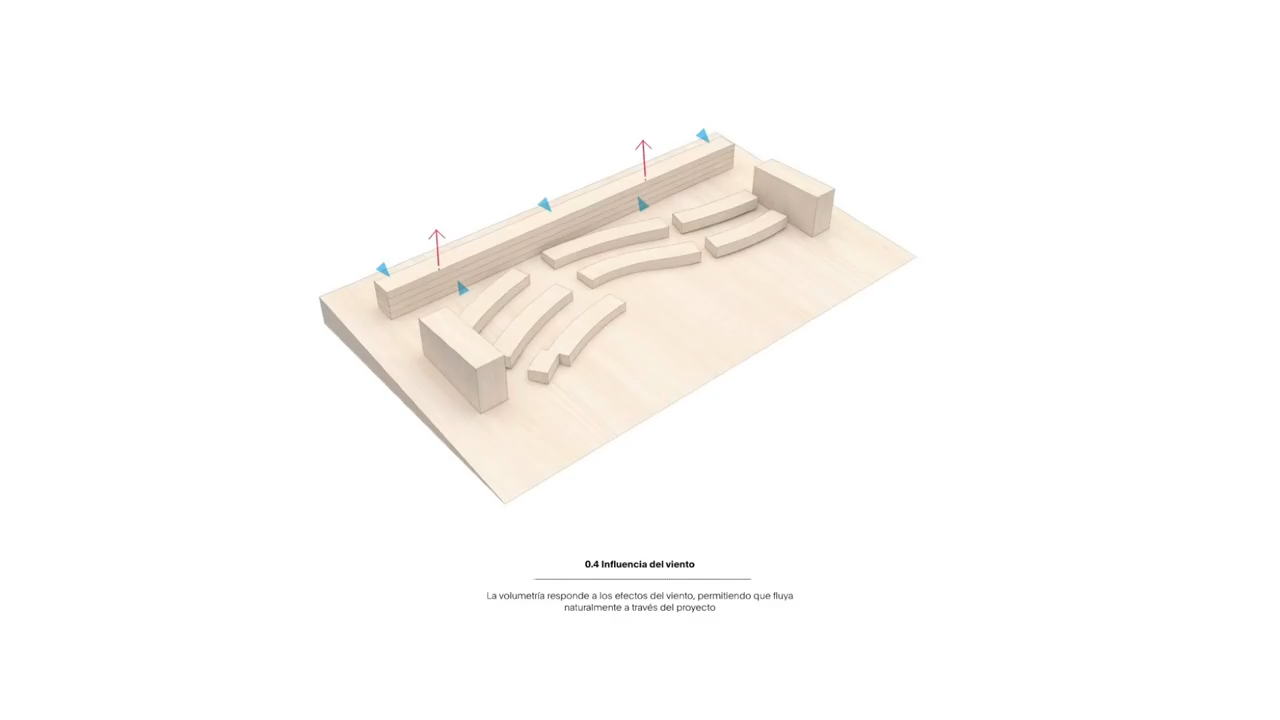 0.4 Influencia del viento
La volumetría responde a los efectos del viento, permitiendo que fluya
naturalmente a través del proyecto